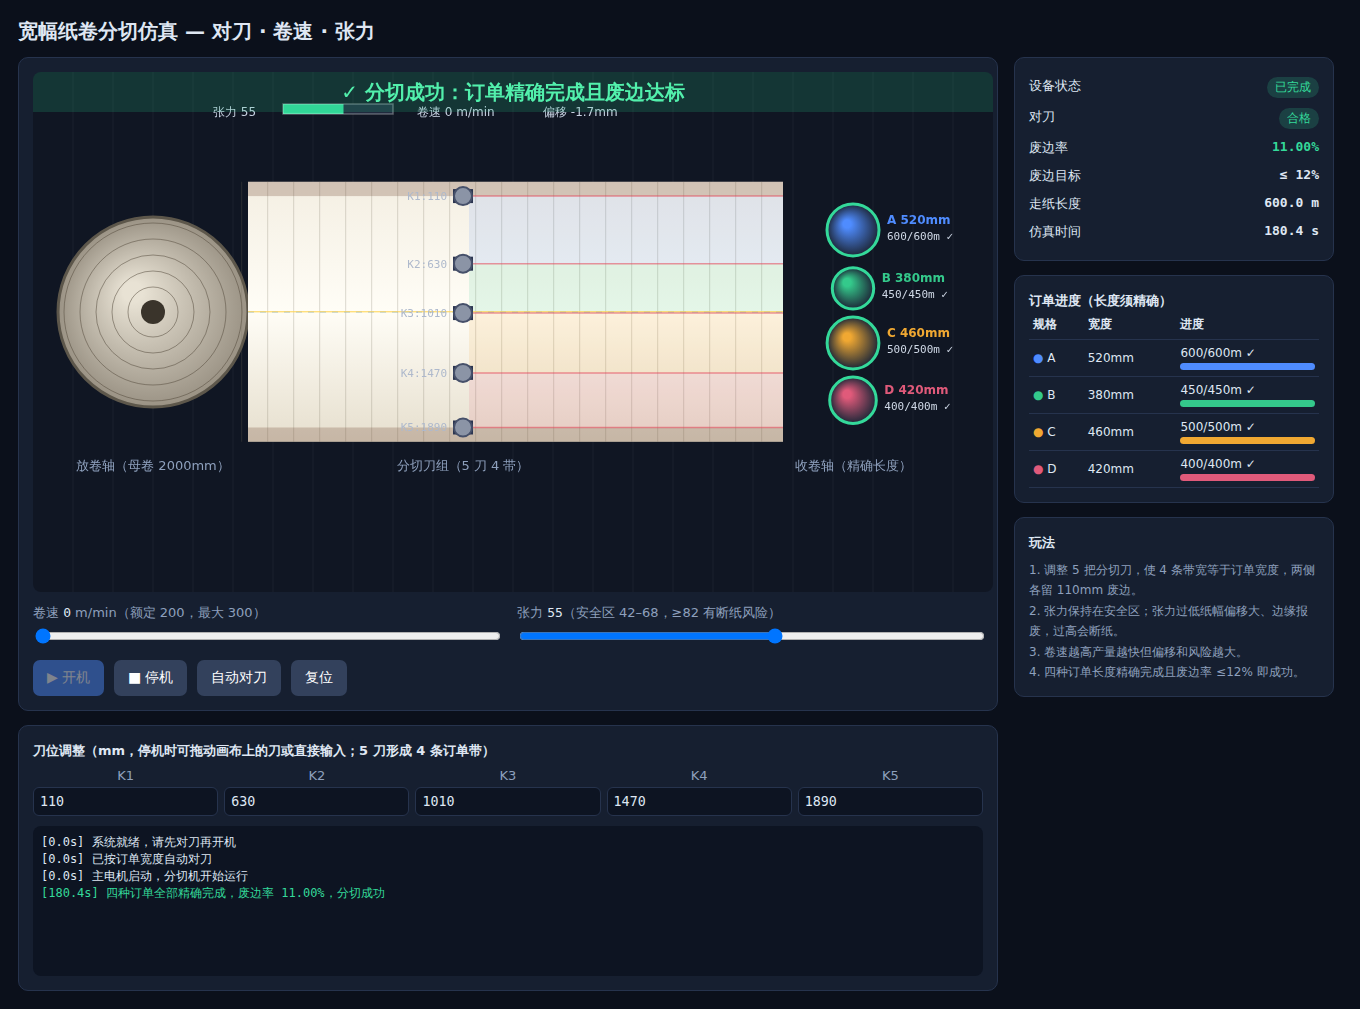 宽幅纸卷分切仿真 — 对刀 · 卷速 · 张力
✓ 分切成功：订单精确完成且废边达标
张力 55
卷速 0 m/min
偏移 -1.7mm
K1:110
K2:630
K3:1010
K4:1470
K5:1890
A 520mm
600/600m ✓
B 380mm
450/450m ✓
C 460mm
500/500m ✓
D 420mm
400/400m ✓
放卷轴（母卷 2000mm）
分切刀组（5 刀 4 带）
收卷轴（精确长度）
卷速 0 m/min（额定 200，最大 300）
张力 55（安全区 42–68，≥82 有断纸风险）
▶ 开机
■ 停机
自动对刀
复位
刀位调整（mm，停机时可拖动画布上的刀或直接输入；5 刀形成 4 条订单带）
K1 K2 K3 K4 K5
110 630 1010 1470 1890
[0.0s] 系统就绪，请先对刀再开机
[0.0s] 已按订单宽度自动对刀
[0.0s] 主电机启动，分切机开始运行
[180.4s] 四种订单全部精确完成，废边率 11.00%，分切成功
设备状态 已完成
对刀 合格
废边率 11.00%
废边目标 ≤ 12%
走纸长度 600.0 m
仿真时间 180.4 s
订单进度（长度须精确）
规格 宽度 进度
A 520mm 600/600m ✓
B 380mm 450/450m ✓
C 460mm 500/500m ✓
D 420mm 400/400m ✓
玩法
1. 调整 5 把分切刀，使 4 条带宽等于订单宽度，两侧
各留 110mm 废边。
2. 张力保持在安全区；张力过低纸幅偏移大、边缘报
废，过高会断纸。
3. 卷速越高产量越快但偏移和风险越大。
4. 四种订单长度精确完成且废边率 ≤12% 即成功。